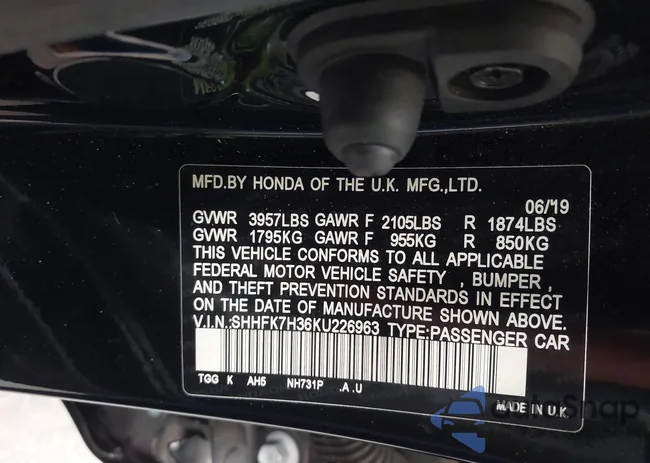 MFD.BY HONDA OF THE U.K. MFG.,LTD.
06/'19
GVWR 3957LBS GAWR F 2105LBS R 1874LBS
GVWR 1795KG GAWR F 955KG R 850KG
THIS VEHICLE CONFORMS TO ALL APPLICABLE
FEDERAL MOTOR VEHICLE SAFETY , BUMPER ,
AND THEFT PREVENTION STANDARDS IN EFFECT
ON THE DATE OF MANUFACTURE SHOWN ABOVE.
V.I.N.:SHHFK7H36KU226963 TYPE:PASSENGER CAR
TGG K AH5 NH731P .A .U
MADE IN U.K.
AutoSnap